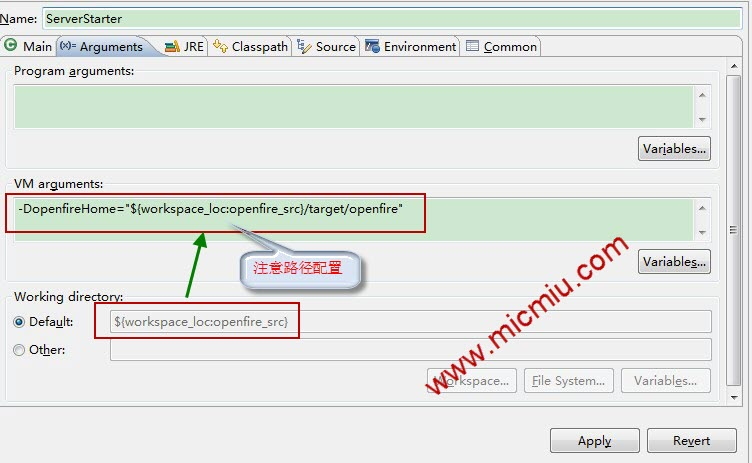 Name: ServerStarter
Main (x)= Arguments JRE Classpath Source Environment Common
Program arguments:
Variables...
VM arguments:
-DopenfireHome="${workspace_loc:openfire_src}/target/openfire"
注意路径配置
Variables...
Working directory:
Default: ${workspace_loc:openfire_src}
Other:
Workspace... File System... Variables...
www.micmiu.com
Apply Revert